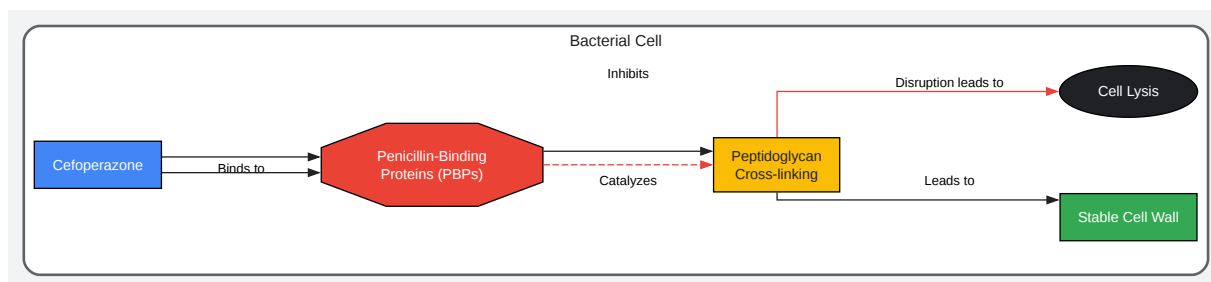 Bacterial Cell
Inhibits
Disruption leads to
Cell Lysis
Cefoperazone
Binds to
Penicillin-Binding
Proteins (PBPs)
Catalyzes
Peptidoglycan
Cross-linking
Leads to
Stable Cell Wall